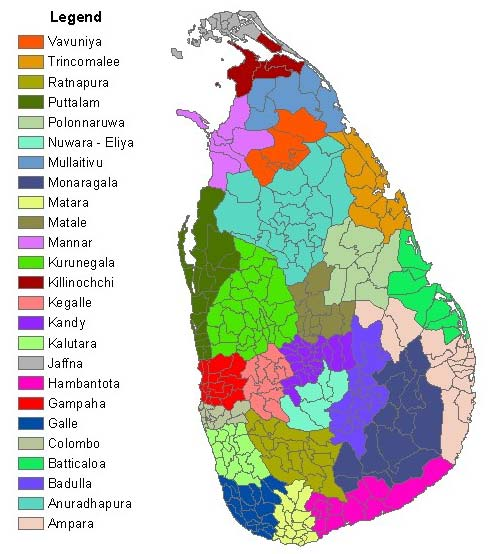 Legend
Vavuniya
Trincomalee
Ratnapura
Puttalam
Polonnaruwa
Nuwara - Eliya
Mullaitivu
Monaragala
Matara
Matale
Mannar
Kurunegala
Killinochchi
Kegalle
Kandy
Kalutara
Jaffna
Hambantota
Gampaha
Galle
Colombo
Batticaloa
Badulla
Anuradhapura
Ampara